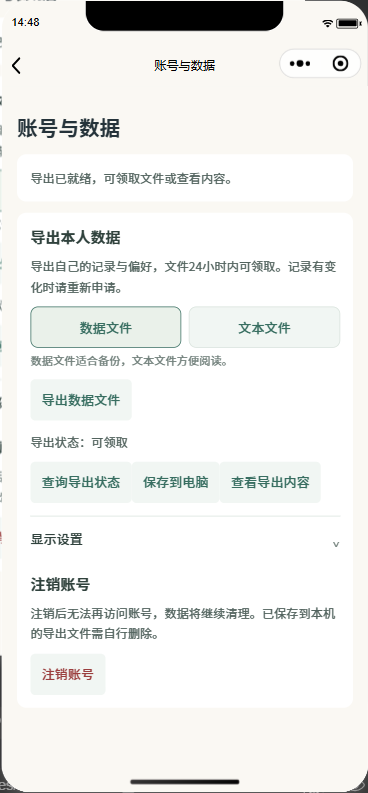 14:48
账号与数据
账号与数据
导出已就绪，可领取文件或查看内容。
导出本人数据
导出自己的记录与偏好，文件24小时内可领取。记录有变
化时请重新申请。
数据文件 文本文件
数据文件适合备份，文本文件方便阅读。
导出数据文件
导出状态：可领取
查询导出状态 保存到电脑 查看导出内容
显示设置
注销账号
注销后无法再访问账号，数据将继续清理。已保存到本机
的导出文件需自行删除。
注销账号